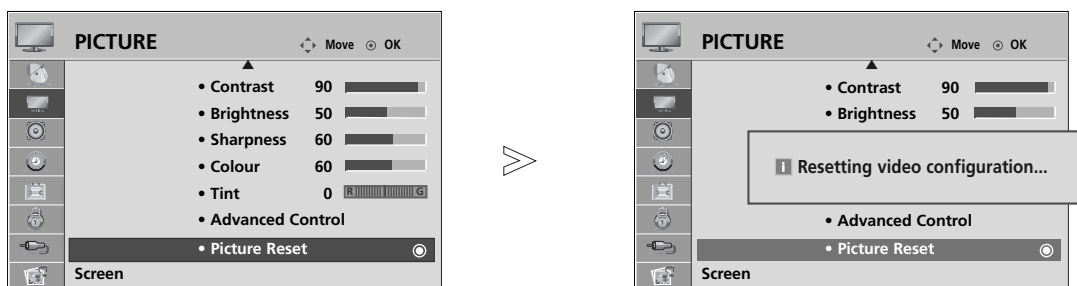 PICTURE Move OK
• Contrast 90
• Brightness 50
• Sharpness 60
• Colour 60
• Tint 0 R G
• Advanced Control
• Picture Reset
Screen
PICTURE Move OK
• Contrast 90
• Brightness 50
i Resetting video configuration...
• Advanced Control
• Picture Reset
Screen